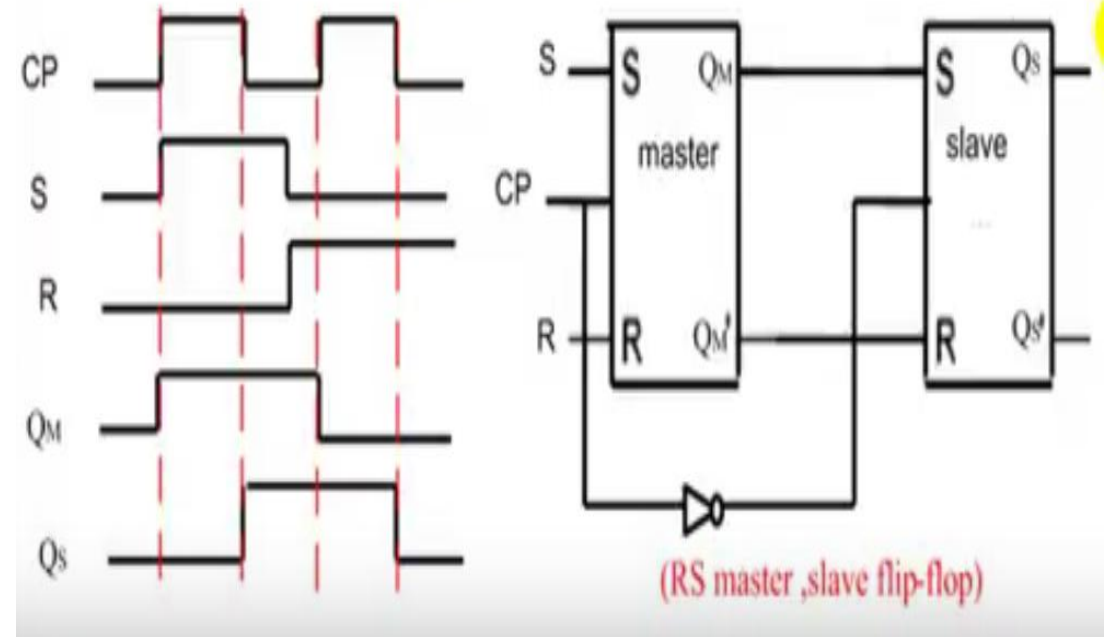 CP
S
R
QM
QS
S
CP
R
S QM
master
R QM'
S QS
slave
R QS'
(RS master ,slave flip-flop)